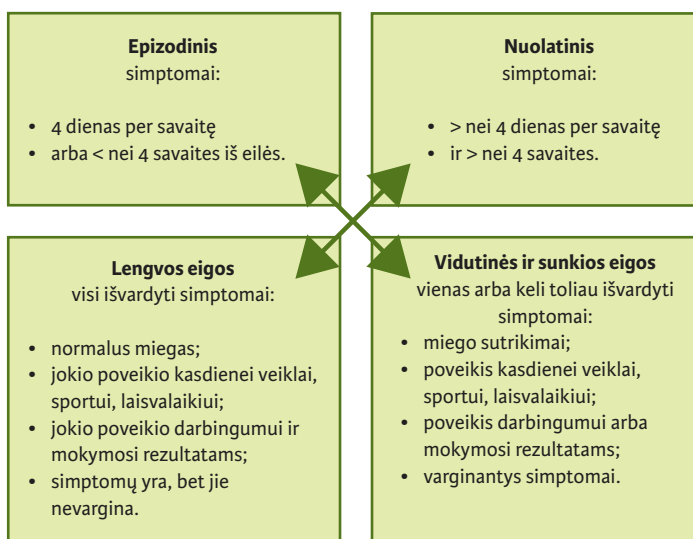 Epizodinis
simptomai:
• 4 dienas per savaitę
• arba < nei 4 savaites iš eilės.
Nuolatinis
simptomai:
• > nei 4 dienas per savaitę
• ir > nei 4 savaites.
Lengvos eigos
visi išvardyti simptomai:
• normalus miegas;
• jokio poveikio kasdienei veiklai,
sportui, laisvalaikiui;
• jokio poveikio darbingumui ir
mokymosi rezultatams;
• simptomų yra, bet jie
nevargina.
Vidutinės ir sunkios eigos
vienas arba keli toliau išvardyti
simptomai:
• miego sutrikimai;
• poveikis kasdienei veiklai,
sportui, laisvalaikiui;
• poveikis darbingumui arba
mokymosi rezultatams;
• varginantys simptomai.